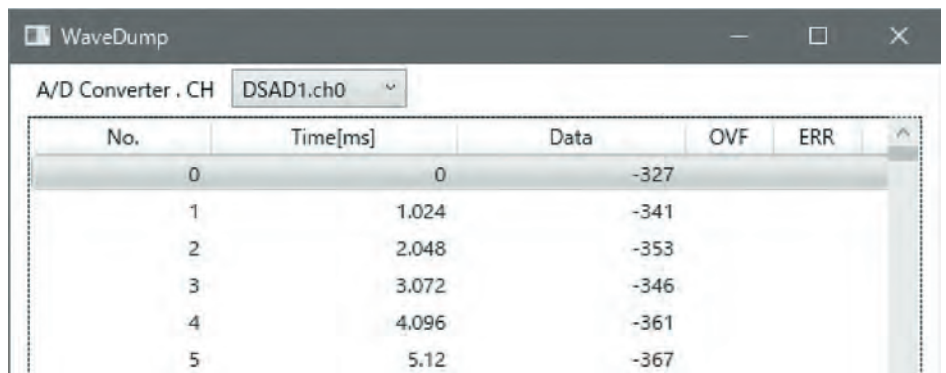 WaveDump
A/D Converter . CH DSAD1.ch0
No. Time[ms] Data OVF ERR
0 0 -327
1 1.024 -341
2 2.048 -353
3 3.072 -346
4 4.096 -361
5 5.12 -367